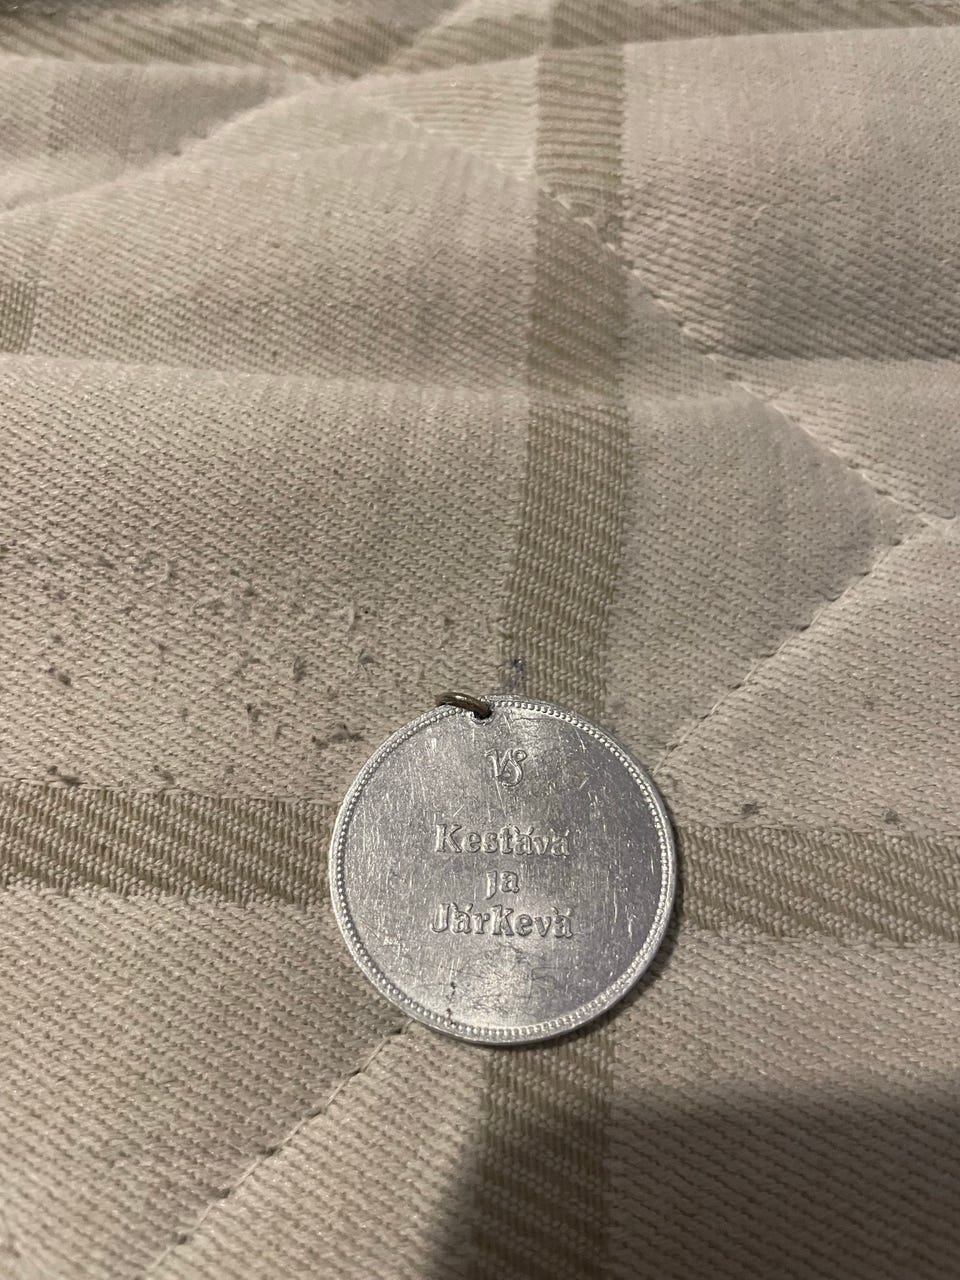 ♑
Kestävä
ja
Järkevä